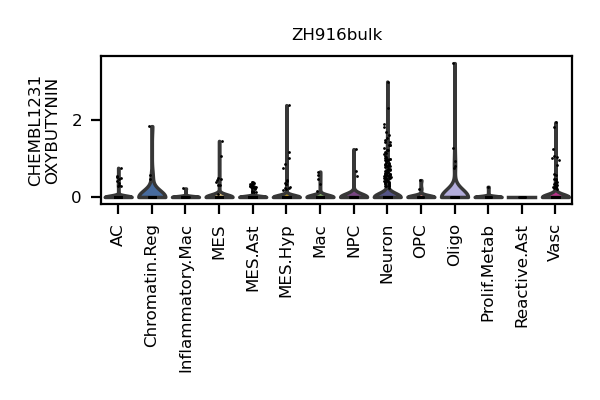 ZH916bulk
CHEMBL1231
OXYBUTYNIN
2
0
AC
Chromatin.Reg
Inflammatory.Mac
MES
MES.Ast
MES.Hyp
Mac
NPC
Neuron
OPC
Oligo
Prolif.Metab
Reactive.Ast
Vasc